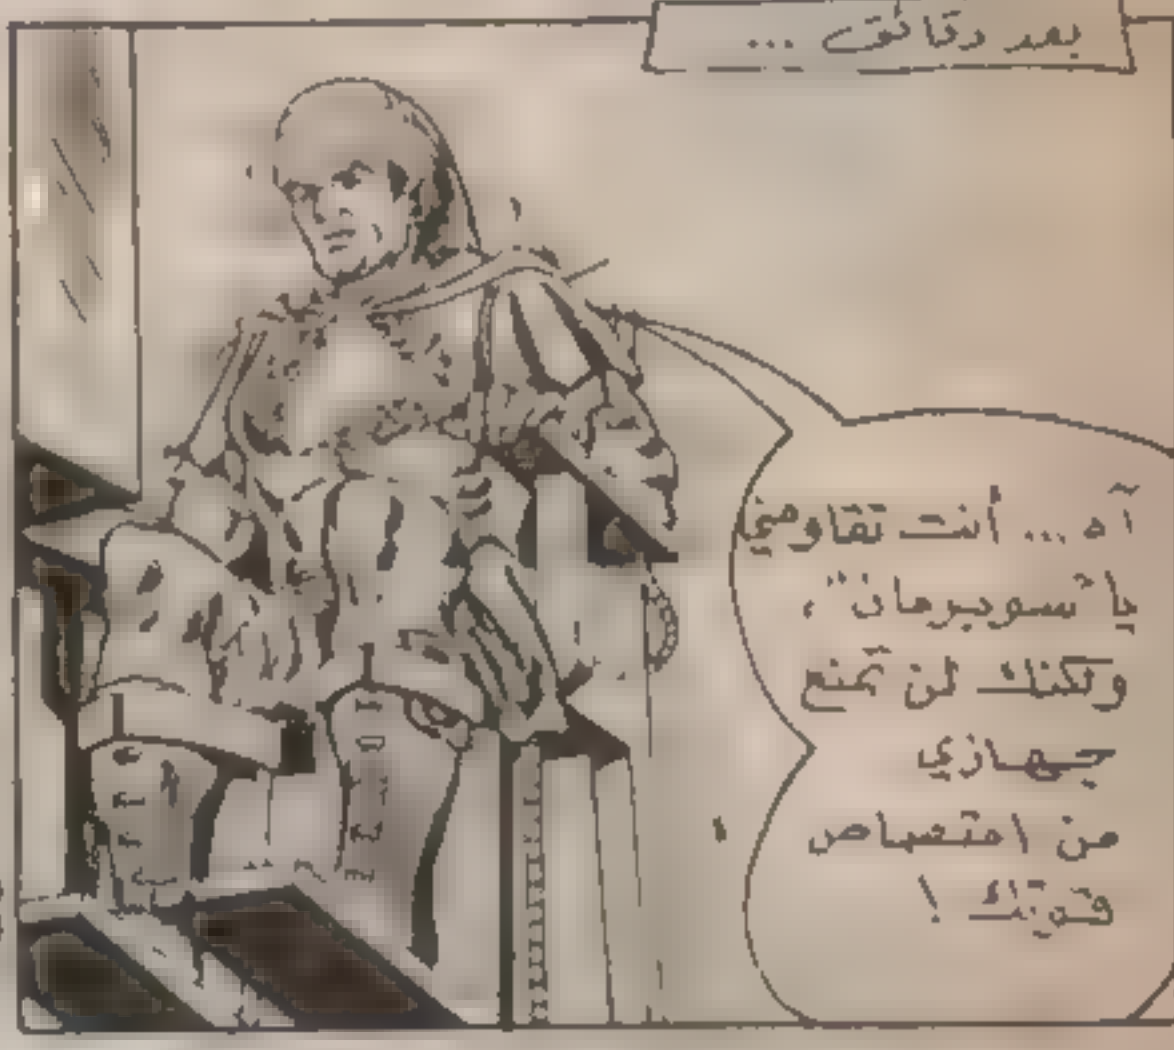 بعد دقائق ...
آه ... أنت تقاومني
يا "سوبرمان"،
ولكنك لن تمنع
جهازي
من امتصاص
قوتك !